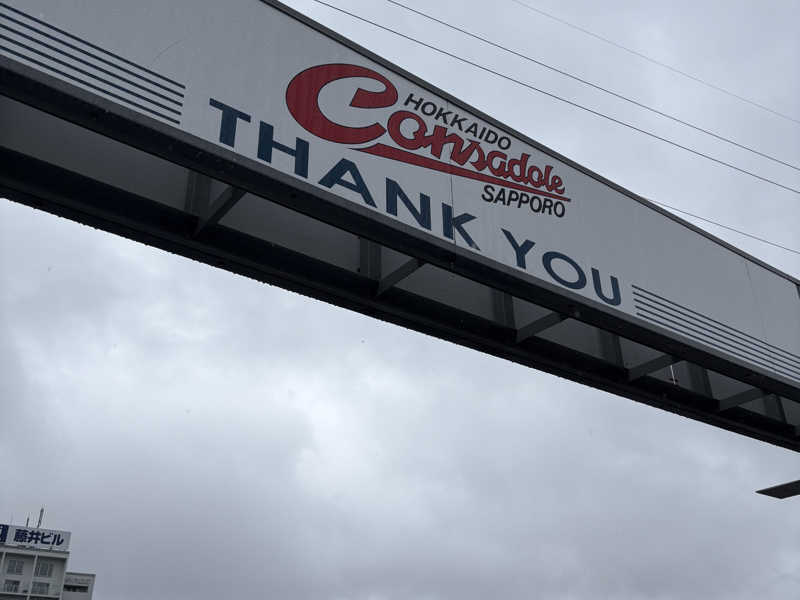 HOKKAIDO
Consadole
SAPPORO
THANK YOU
藤井ビル